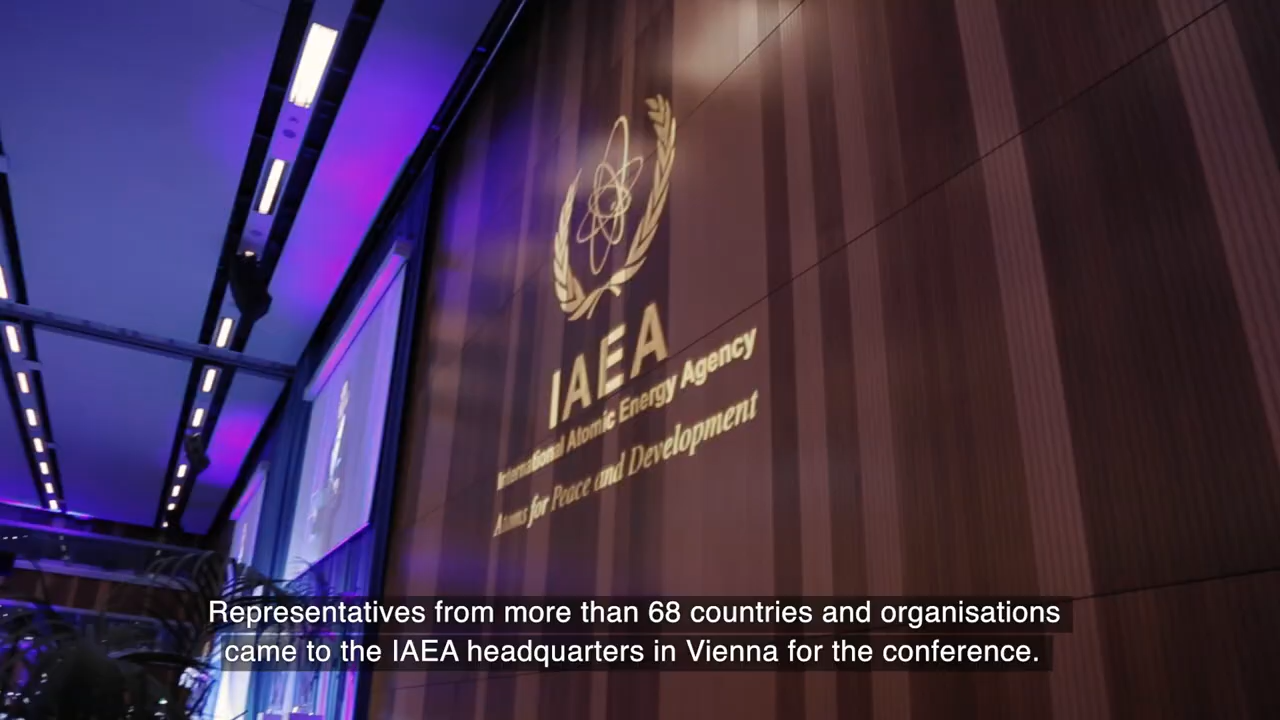 IAEA
International Atomic Energy Agency
Atoms for Peace and Development
Representatives from more than 68 countries and organisations
came to the IAEA headquarters in Vienna for the conference.